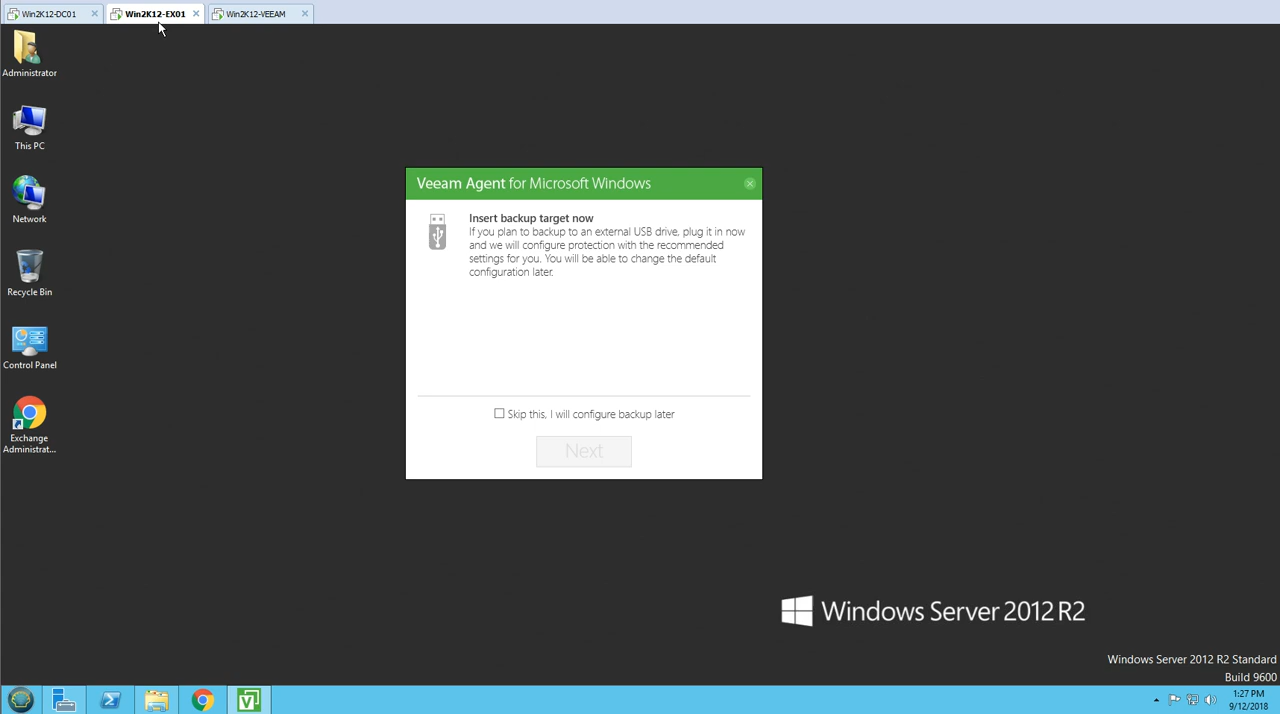 Win2K12-DC01
Win2K12-EX01
Win2K12-VEEAM
Administrator
This PC
Network
Recycle Bin
Control Panel
Exchange
Administrat...
Veeam Agent for Microsoft Windows
Insert backup target now
If you plan to backup to an external USB drive, plug it in now
and we will configure protection with the recommended
settings for you. You will be able to change the default
configuration later.
Skip this, I will configure backup later
Next
Windows Server 2012 R2
Windows Server 2012 R2 Standard
Build 9600
1:27 PM
9/12/2018